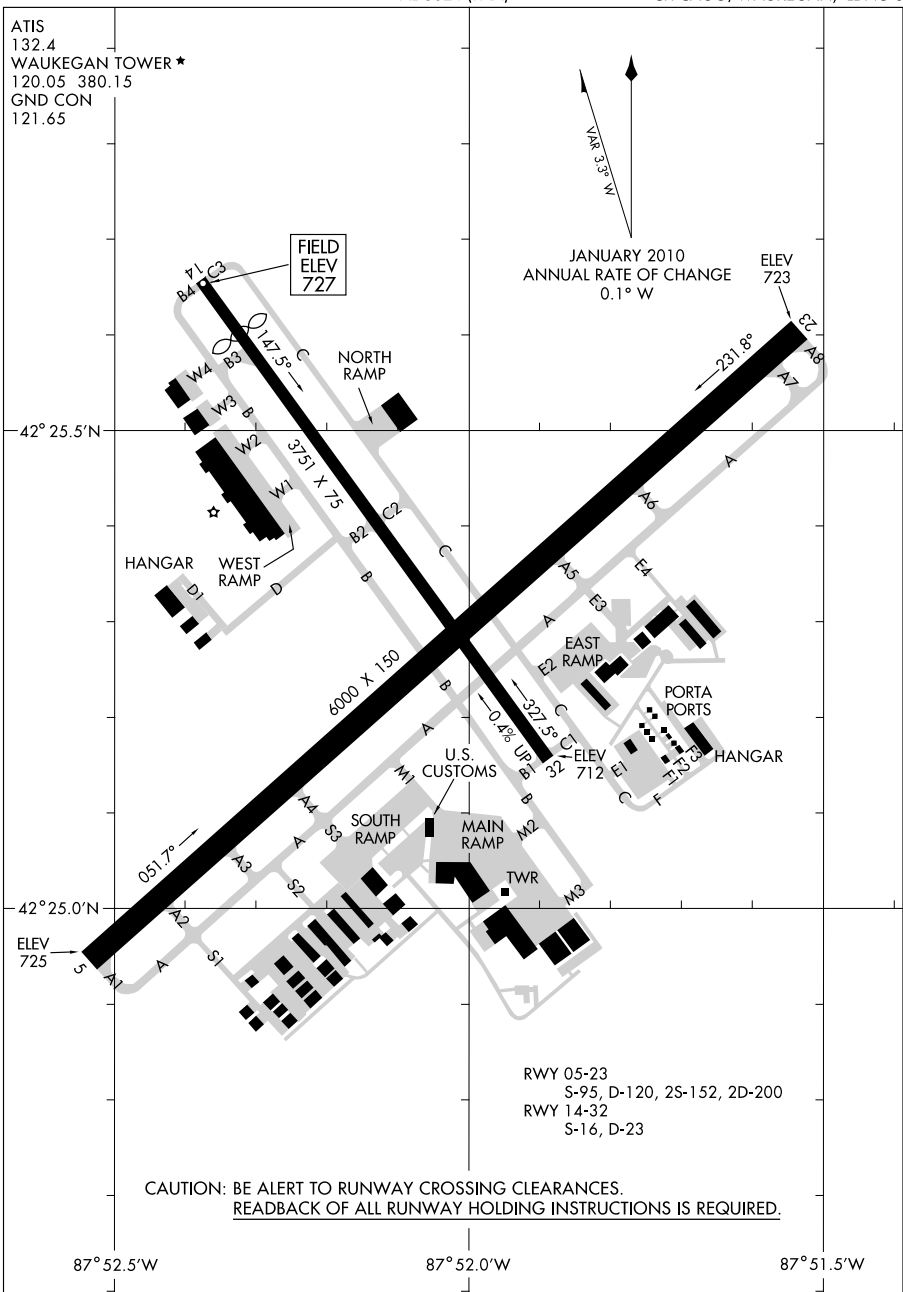 ATIS
132.4
WAUKEGAN TOWER ★
120.05 380.15
GND CON
121.65
VAR 3.3° W
JANUARY 2010
ANNUAL RATE OF CHANGE
0.1° W
FIELD
ELEV
727
ELEV
723
14
C3
B4
23
A8
A7
147.5°
231.8°
C
B3
W4
W3
B
W2
W1
NORTH
RAMP
42° 25.5'N
3751 X 75
A
A6
C2
B2
C
B
HANGAR
WEST
RAMP
D1
D
A5
E4
E3
A
EAST
RAMP
E2
6000 X 150
B
PORTA
PORTS
327.5°
0.4% UP
C
C1
A
M1
U.S.
CUSTOMS
B1
32
ELEV
712
HANGAR
E1
F3
F2
F1
C
F
B
A4
S3
SOUTH
RAMP
MAIN
RAMP
M2
051.7°
A
A3
S2
TWR
M3
42° 25.0'N
A2
S1
ELEV
725
5
A1
A
RWY 05-23
S-95, D-120, 2S-152, 2D-200
RWY 14-32
S-16, D-23
CAUTION: BE ALERT TO RUNWAY CROSSING CLEARANCES.
READBACK OF ALL RUNWAY HOLDING INSTRUCTIONS IS REQUIRED.
87° 52.5'W
87° 52.0'W
87° 51.5'W